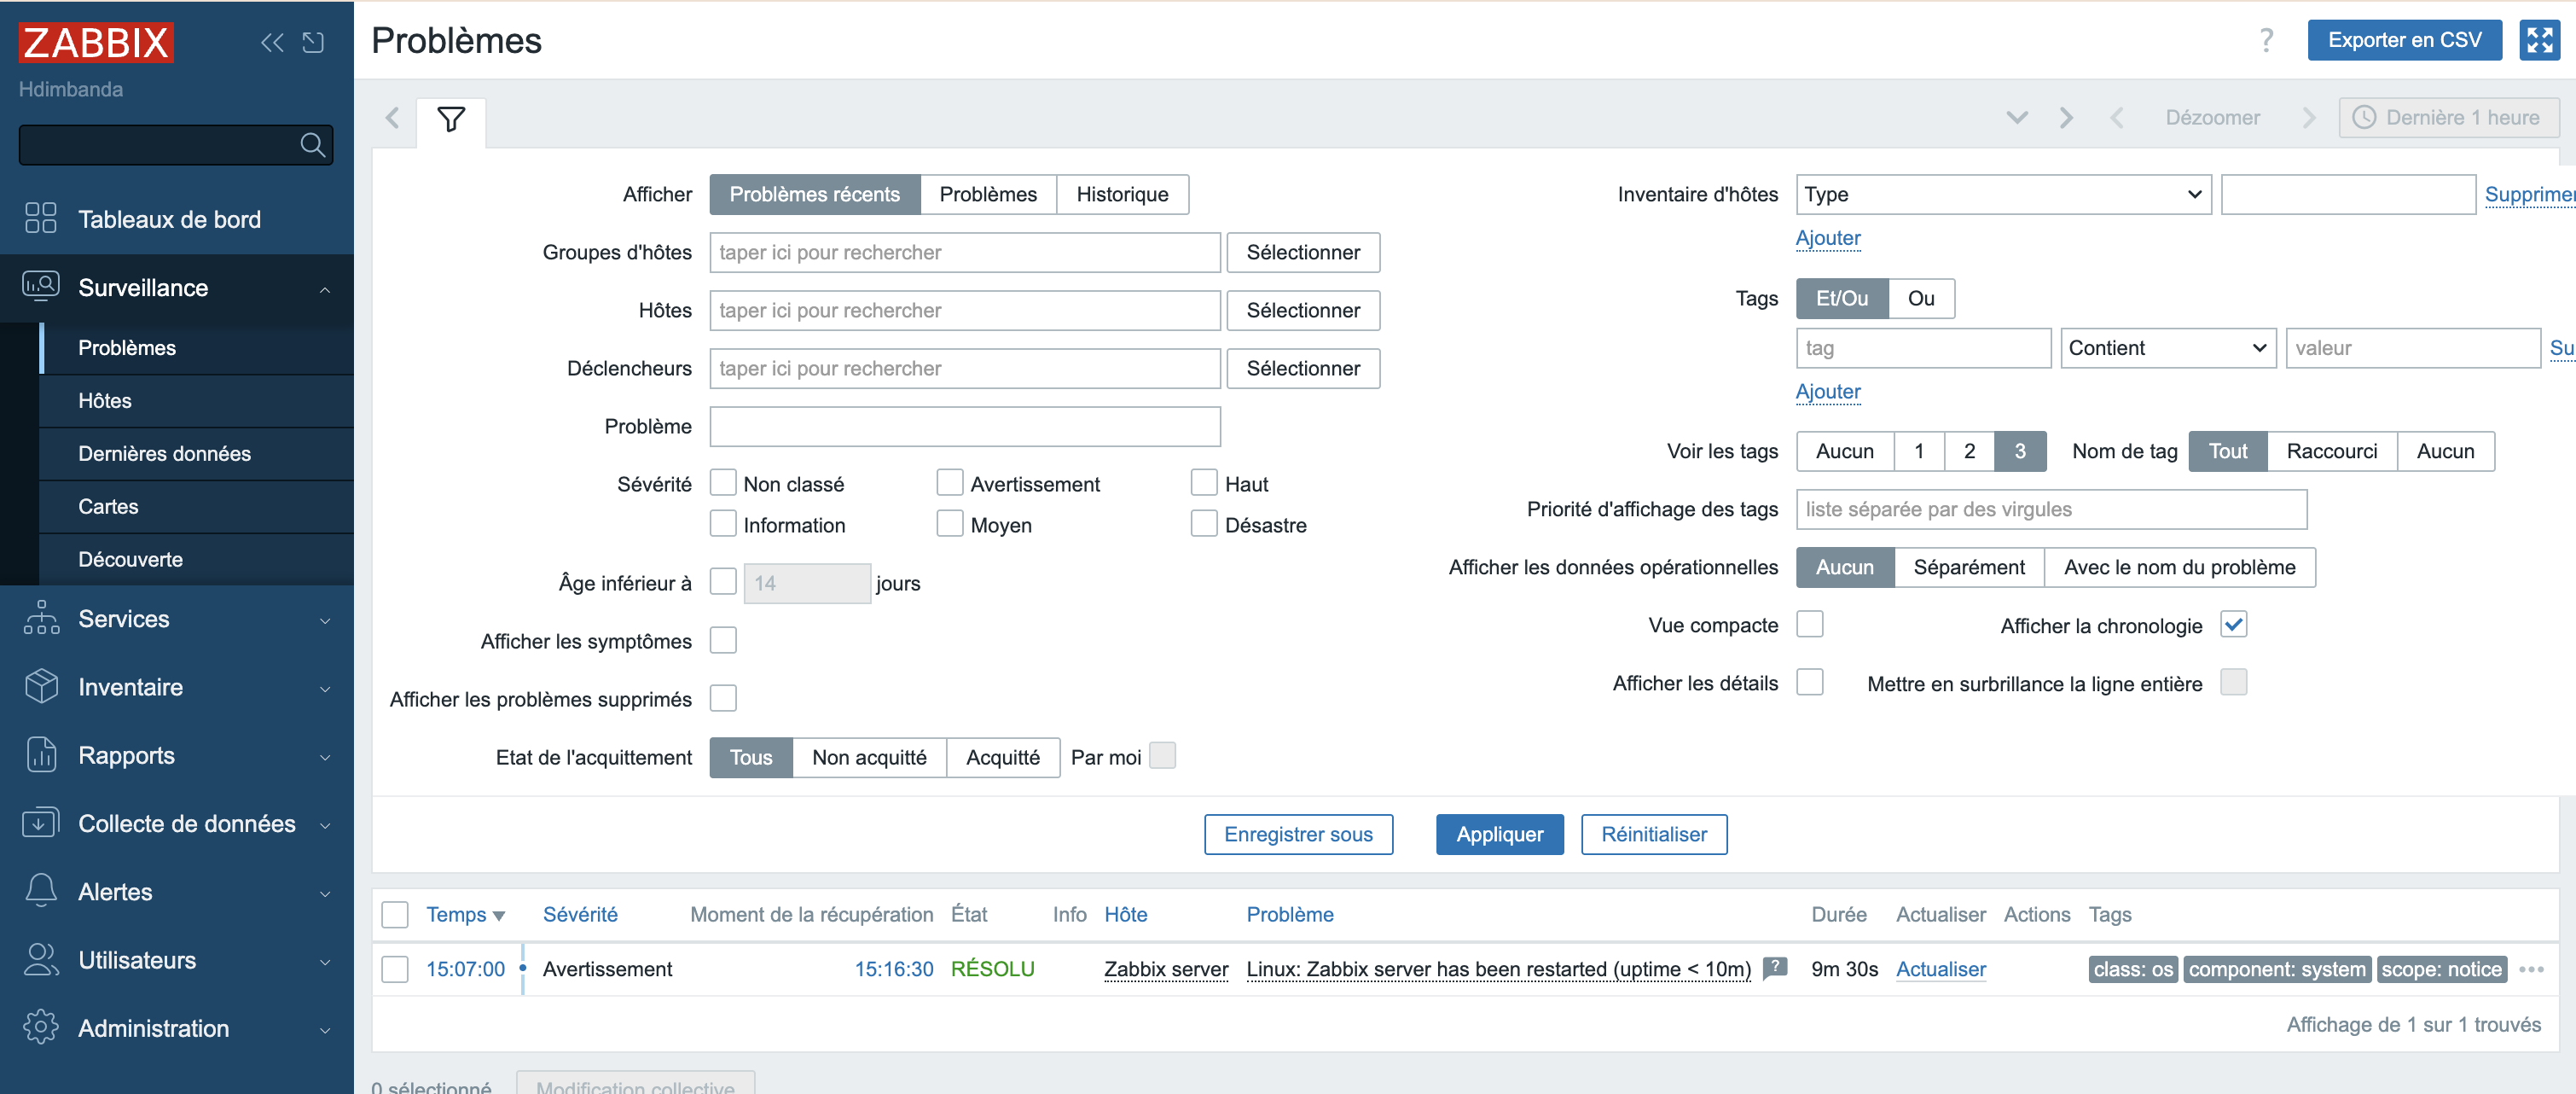 ZABBIX
Hdimbanda
Tableaux de bord
Surveillance
Problèmes
Hôtes
Dernières données
Cartes
Découverte
Services
Inventaire
Rapports
Collecte de données
Alertes
Utilisateurs
Administration
Problèmes
? Exporter en CSV
Dézoomer Dernière 1 heure
Afficher Problèmes récents Problèmes Historique
Groupes d'hôtes taper ici pour rechercher Sélectionner
Hôtes taper ici pour rechercher Sélectionner
Déclencheurs taper ici pour rechercher Sélectionner
Problème
Sévérité Non classé Avertissement Haut
Information Moyen Désastre
Âge inférieur à 14 jours
Afficher les symptômes
Afficher les problèmes supprimés
Etat de l'acquittement Tous Non acquitté Acquitté Par moi
Inventaire d'hôtes Type Supprimer
Ajouter
Tags Et/Ou Ou
tag Contient valeur Su
Ajouter
Voir les tags Aucun 1 2 3 Nom de tag Tout Raccourci Aucun
Priorité d'affichage des tags liste séparée par des virgules
Afficher les données opérationnelles Aucun Séparément Avec le nom du problème
Vue compacte Afficher la chronologie
Afficher les détails Mettre en surbrillance la ligne entière
Enregistrer sous Appliquer Réinitialiser
Temps Sévérité Moment de la récupération État Info Hôte Problème Durée Actualiser Actions Tags
15:07:00 Avertissement 15:16:30 RÉSOLU Zabbix server Linux: Zabbix server has been restarted (uptime < 10m) ? 9m 30s Actualiser class: os component: system scope: notice •••
Affichage de 1 sur 1 trouvés
0 sélectionné Modification collective